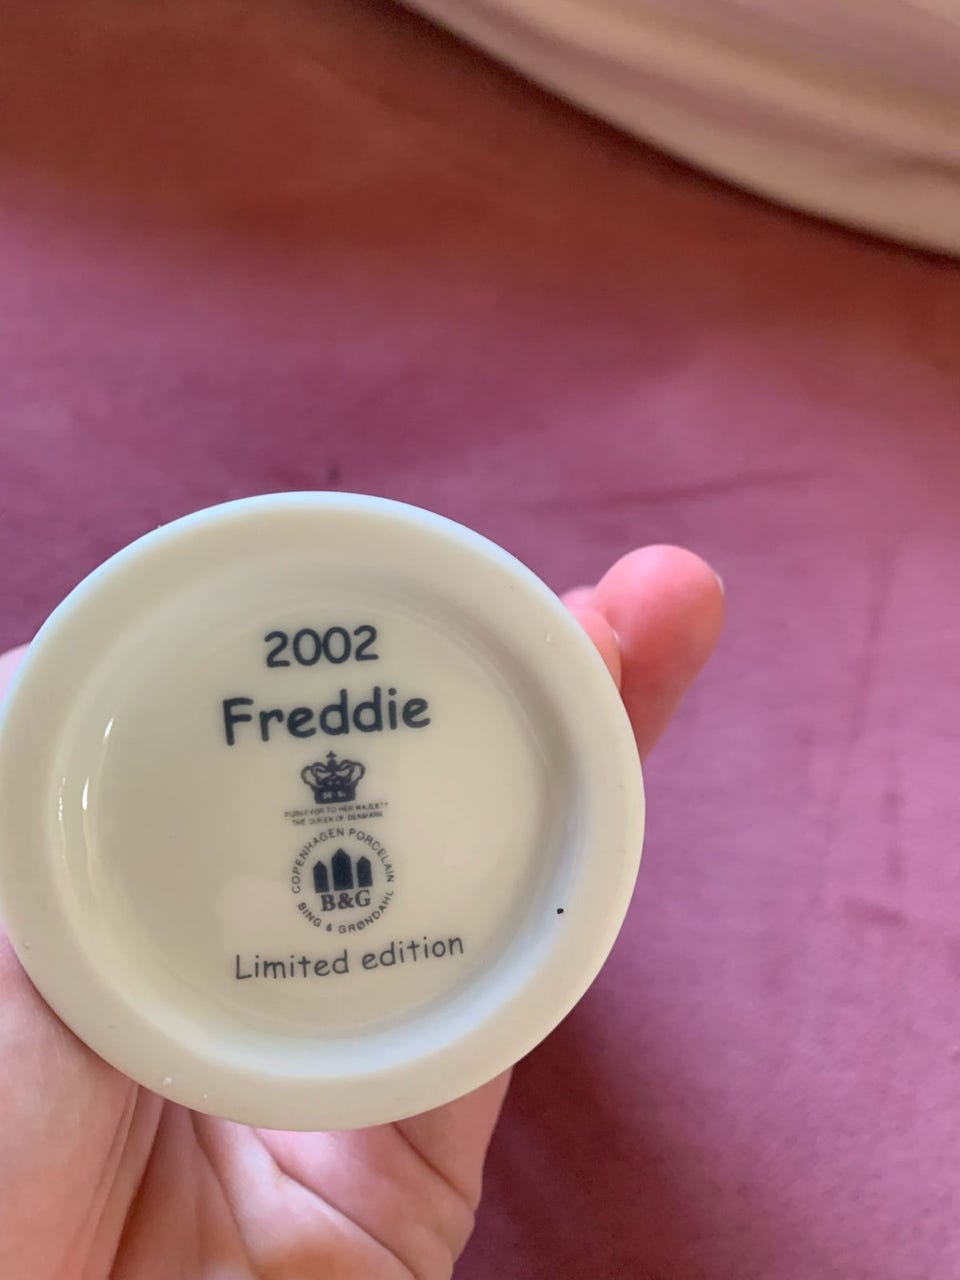 2002
Freddie
PURVEYOR TO HER MAJESTY
THE QUEEN OF DENMARK
COPENHAGEN PORCELAIN
B&G
BING & GRØNDAHL
Limited edition